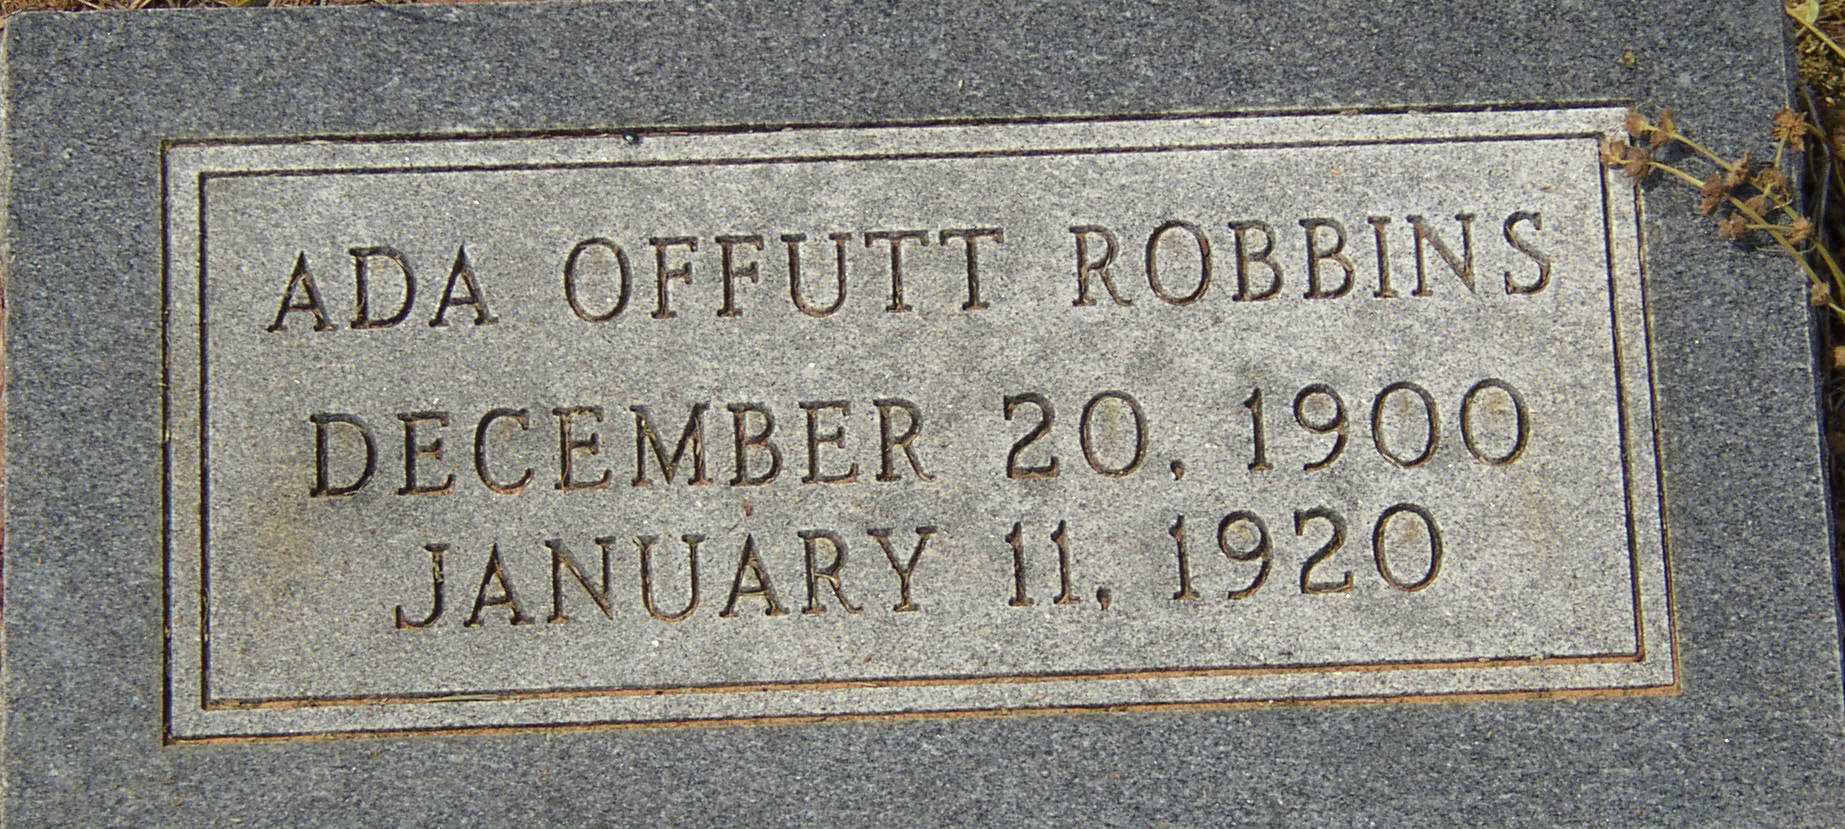 ADA OFFUTT ROBBINS
DECEMBER 20, 1900
JANUARY 11, 1920